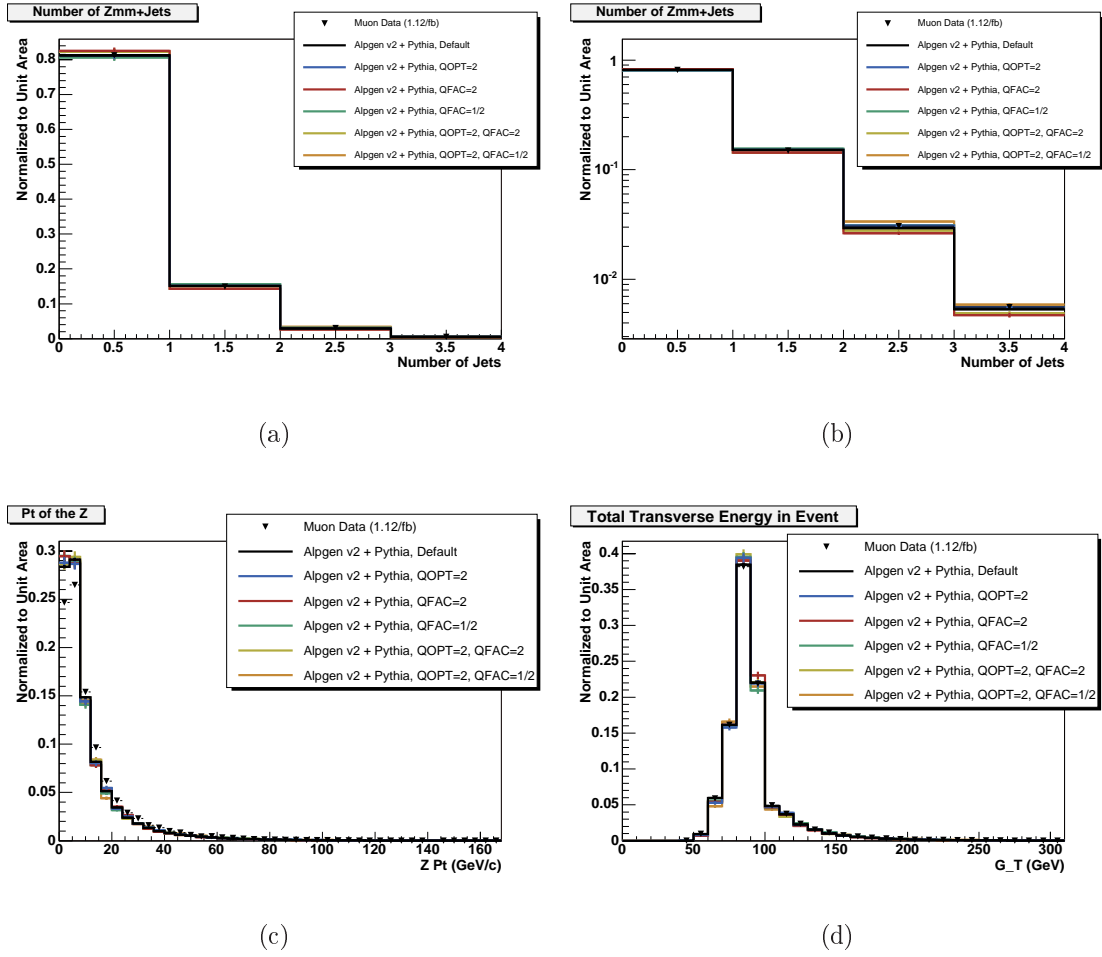 Number of Zmm+Jets
Normalized to Unit Area
0.8
0.7
0.6
0.5
0.4
0.3
0.2
0.1
0
Muon Data (1.12/fb)
Alpgen v2 + Pythia, Default
Alpgen v2 + Pythia, QOPT=2
Alpgen v2 + Pythia, QFAC=2
Alpgen v2 + Pythia, QFAC=1/2
Alpgen v2 + Pythia, QOPT=2, QFAC=2
Alpgen v2 + Pythia, QOPT=2, QFAC=1/2
0 0.5 1 1.5 2 2.5 3 3.5 4
Number of Jets
(a)
Number of Zmm+Jets
Normalized to Unit Area
1
10-1
10-2
Muon Data (1.12/fb)
Alpgen v2 + Pythia, Default
Alpgen v2 + Pythia, QOPT=2
Alpgen v2 + Pythia, QFAC=2
Alpgen v2 + Pythia, QFAC=1/2
Alpgen v2 + Pythia, QOPT=2, QFAC=2
Alpgen v2 + Pythia, QOPT=2, QFAC=1/2
0 0.5 1 1.5 2 2.5 3 3.5 4
Number of Jets
(b)
Pt of the Z
Normalized to Unit Area
0.3
0.25
0.2
0.15
0.1
0.05
0
Muon Data (1.12/fb)
Alpgen v2 + Pythia, Default
Alpgen v2 + Pythia, QOPT=2
Alpgen v2 + Pythia, QFAC=2
Alpgen v2 + Pythia, QFAC=1/2
Alpgen v2 + Pythia, QOPT=2, QFAC=2
Alpgen v2 + Pythia, QOPT=2, QFAC=1/2
0 20 40 60 80 100 120 140 160
Z Pt (GeV/c)
(c)
Total Transverse Energy in Event
Normalized to Unit Area
0.4
0.35
0.3
0.25
0.2
0.15
0.1
0.05
0
Muon Data (1.12/fb)
Alpgen v2 + Pythia, Default
Alpgen v2 + Pythia, QOPT=2
Alpgen v2 + Pythia, QFAC=2
Alpgen v2 + Pythia, QFAC=1/2
Alpgen v2 + Pythia, QOPT=2, QFAC=2
Alpgen v2 + Pythia, QOPT=2, QFAC=1/2
0 50 100 150 200 250 300
G_T (GeV)
(d)